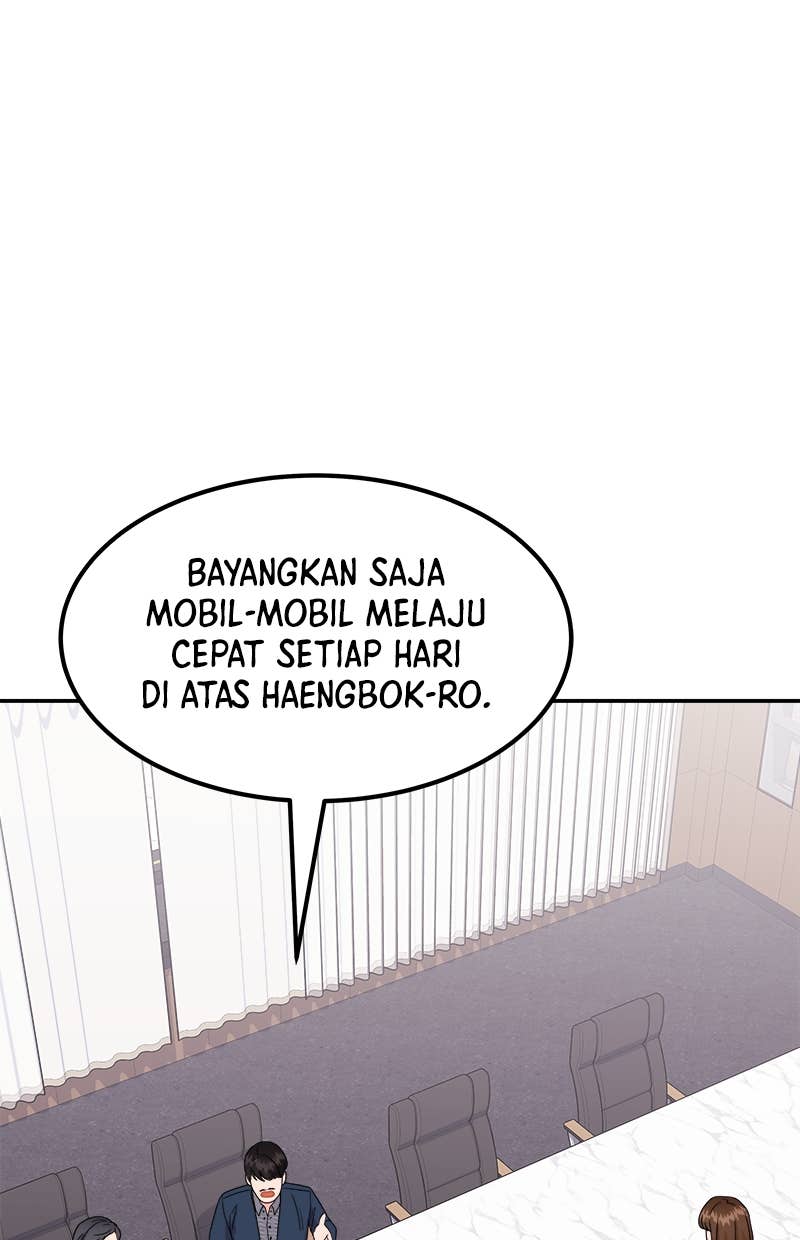 BAYANGKAN SAJA
MOBIL-MOBIL MELAJU
CEPAT SETIAP HARI
DI ATAS HAENGBOK-RO.